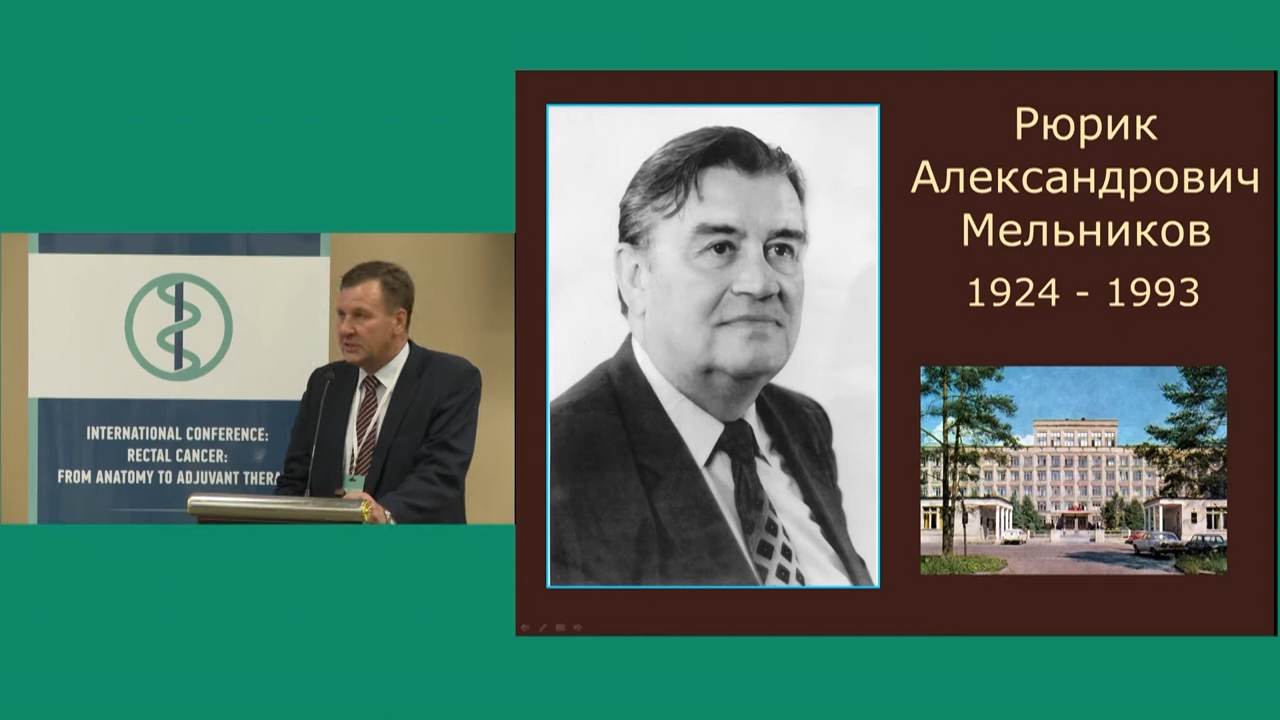 INTERNATIONAL CONFERENCE:
RECTAL CANCER:
FROM ANATOMY TO ADJUVANT THERA
Рюрик
Александрович
Мельников
1924 - 1993